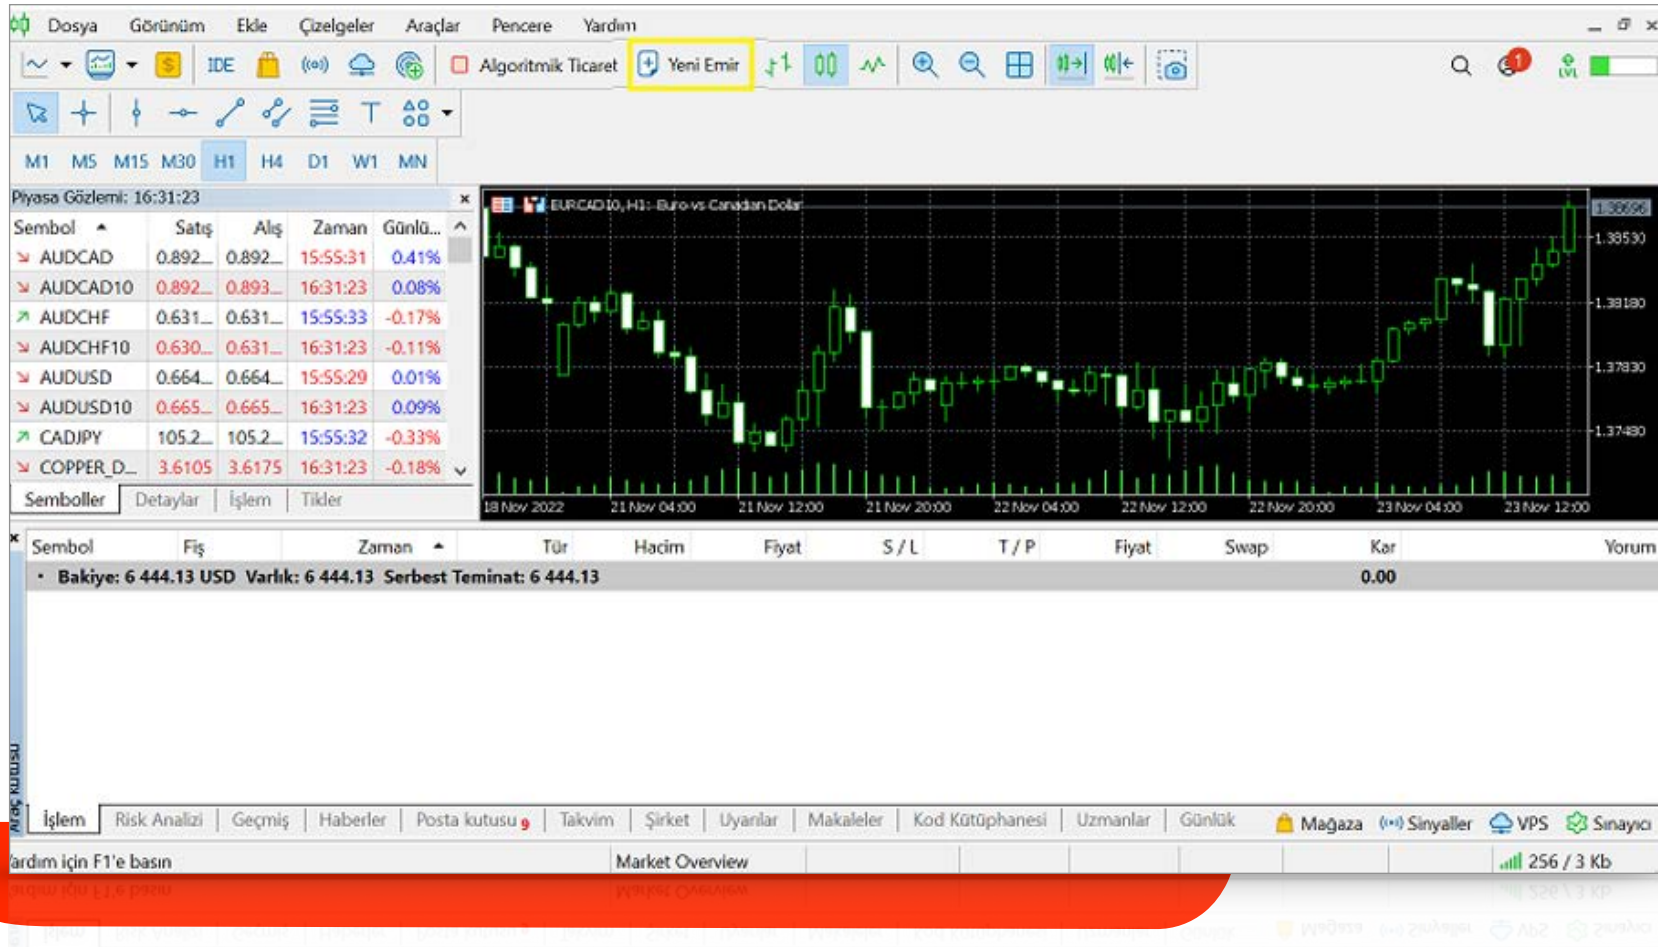 Dosya Görünüm Ekle Çizelgeler Araçlar Pencere Yardım
IDE Algoritmik Ticaret Yeni Emir 1 LVL
T
M1 M5 M15 M30 H1 H4 D1 W1 MN
Piyasa Gözlemi: 16:31:23
Sembol Satış Alış Zaman Günlü...
AUDCAD 0.892... 0.892... 15:55:31 0.41%
AUDCAD10 0.892... 0.893... 16:31:23 0.08%
AUDCHF 0.631... 0.631... 15:55:33 -0.17%
AUDCHF10 0.630... 0.631... 16:31:23 -0.11%
AUDUSD 0.664... 0.664... 15:55:29 0.01%
AUDUSD10 0.665... 0.665... 16:31:23 0.09%
CADJPY 105.2... 105.2... 15:55:32 -0.33%
COPPER_D... 3.6105 3.6175 16:31:23 -0.18%
Semboller Detaylar İşlem Tikler
EURCAD10, H1: Euro vs Canadian Dollar
1.38696
1.38530
1.38180
1.37830
1.37480
18 Nov 2022 21 Nov 04:00 21 Nov 12:00 21 Nov 20:00 22 Nov 04:00 22 Nov 12:00 22 Nov 20:00 23 Nov 04:00 23 Nov 12:00
Sembol Fiş Zaman Tür Hacim Fiyat S / L T / P Fiyat Swap Kar Yorum
Bakiye: 6 444.13 USD Varlık: 6 444.13 Serbest Teminat: 6 444.13 0.00
Araç kutusu
İşlem Risk Analizi Geçmiş Haberler Posta kutusu 9 Takvim Şirket Uyarılar Makaleler Kod Kütüphanesi Uzmanlar Günlük Mağaza Sinyaller VPS Sınayıcı
ardım için F1'e basın Market Overview 256 / 3 Kb